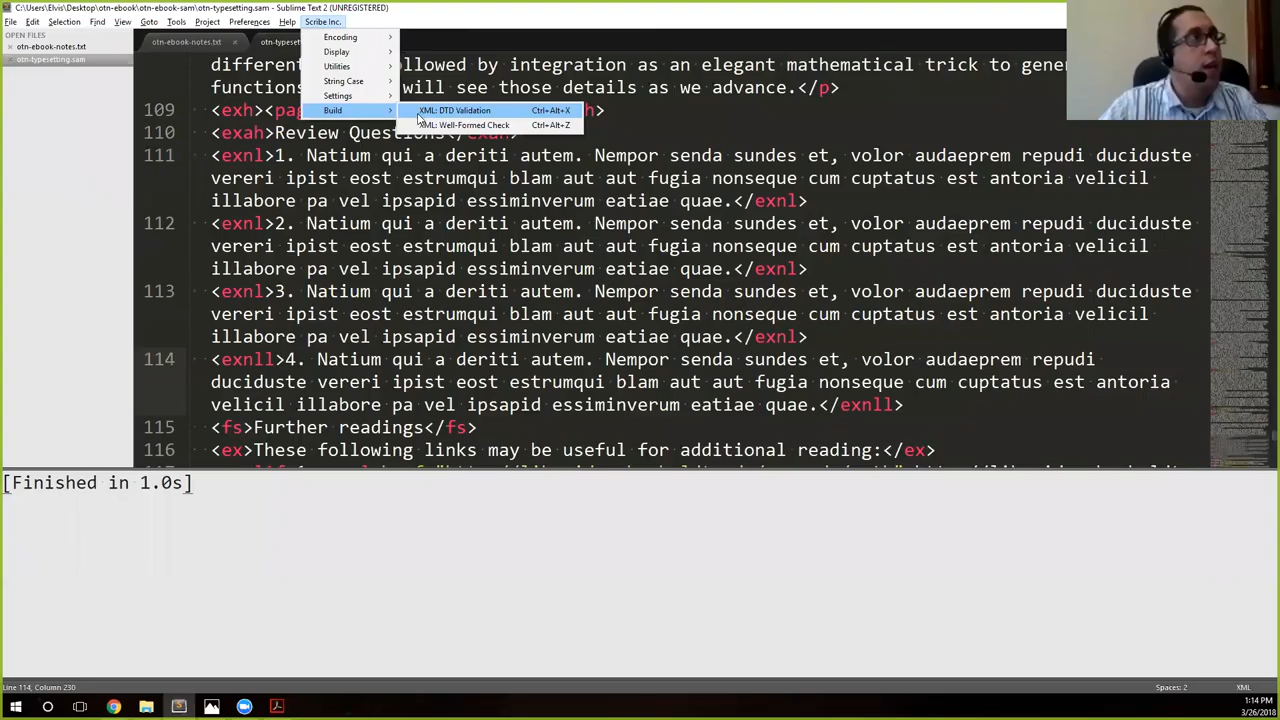 C:\Users\Elvis\Desktop\otn-ebook\otn-ebook-sam\otn-typesetting.sam - Sublime Text 2 (UNREGISTERED)
File Edit Selection Find View Goto Tools Project Preferences Help Scribe Inc.
OPEN FILES
× otn-ebook-notes.txt
otn-typesetting.sam
otn-ebook-notes.txt ×
otn-typeset
Encoding
Display
Utilities
String Case
Settings
Build
XML: DTD Validation Ctrl+Alt+X
XML: Well-Formed Check Ctrl+Alt+Z
different ollowed by integration as an elegant mathematical trick to gene
functions will see those details as we advance.</p>
109 <exh><pag h>
110 <exah>Review Questions</exah>
111 <exnl>1. Natium qui a deriti autem. Nempor senda sundes et, volor audaeprem repudi duciduste
vereri ipist eost estrumqui blam aut aut fugia nonseque cum cuptatus est antoria velicil
illabore pa vel ipsapid essiminverum eatiae quae.</exnl>
112 <exnl>2. Natium qui a deriti autem. Nempor senda sundes et, volor audaeprem repudi duciduste
vereri ipist eost estrumqui blam aut aut fugia nonseque cum cuptatus est antoria velicil
illabore pa vel ipsapid essiminverum eatiae quae.</exnl>
113 <exnl>3. Natium qui a deriti autem. Nempor senda sundes et, volor audaeprem repudi duciduste
vereri ipist eost estrumqui blam aut aut fugia nonseque cum cuptatus est antoria velicil
illabore pa vel ipsapid essiminverum eatiae quae.</exnl>
114 <exnll>4. Natium qui a deriti autem. Nempor senda sundes et, volor audaeprem repudi
duciduste vereri ipist eost estrumqui blam aut aut fugia nonseque cum cuptatus est antoria
velicil illabore pa vel ipsapid essiminverum eatiae quae.</exnll>
115 <fs>Further readings</fs>
116 <ex>These following links may be useful for additional reading:</ex>
[Finished in 1.0s]
Line 114, Column 230
Spaces: 2
XML
1:14 PM
3/26/2018